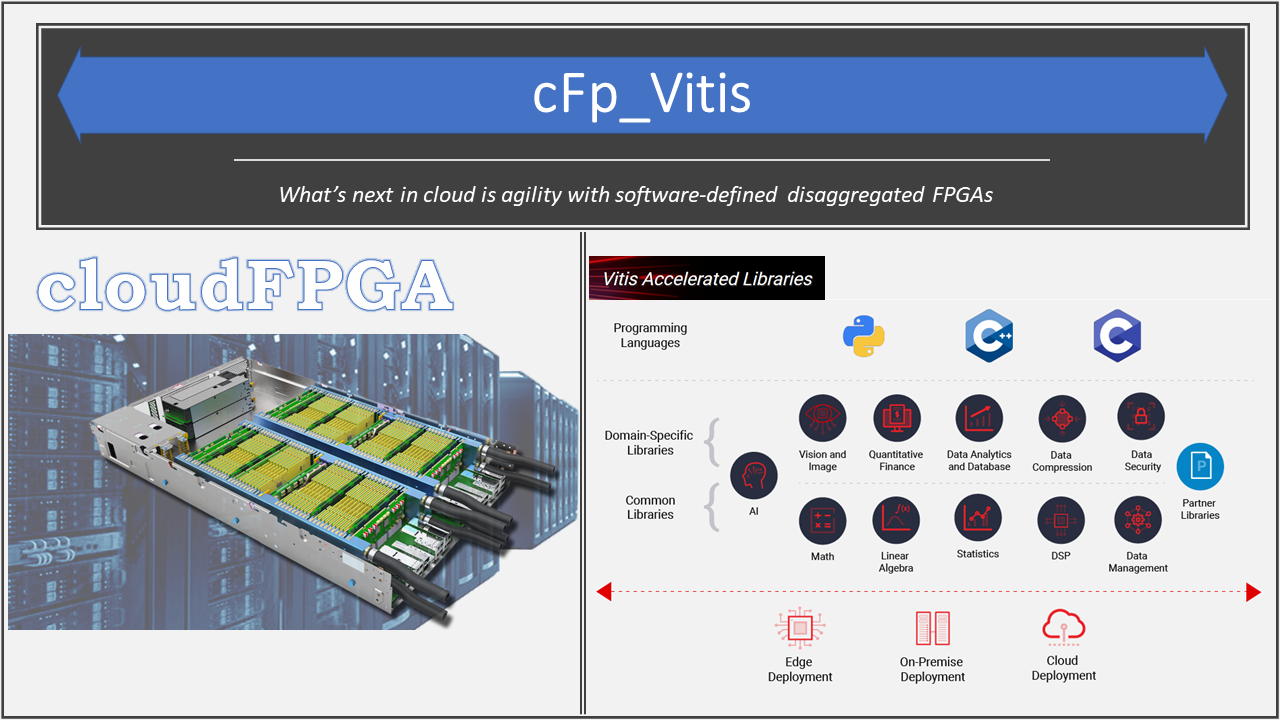 cFp_Vitis
What's next in cloud is agility with software-defined disaggregated FPGAs
cloudFPGA
Vitis Accelerated Libraries
Programming
Languages
C++
C
Domain-Specific
Libraries
Common
Libraries
AI
Vision and
Image
$
Quantitative
Finance
Data Analytics
and Database
Data
Compression
Data
Security
P
Partner
Libraries
Math
f(x)
Linear
Algebra
Statistics
DSP
Data
Management
Edge
Deployment
On-Premise
Deployment
Cloud
Deployment